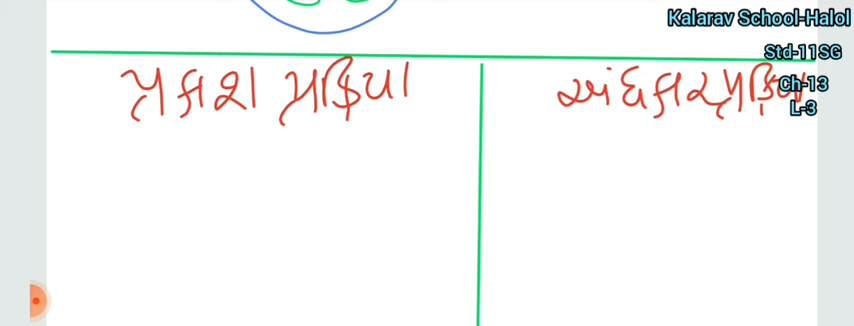 Kalarav School-Halol
Std-11SG
પ્રકાશ પ્રક્રિયા
અંધકાર પ્રક્રિયા
Ch-13
L-3